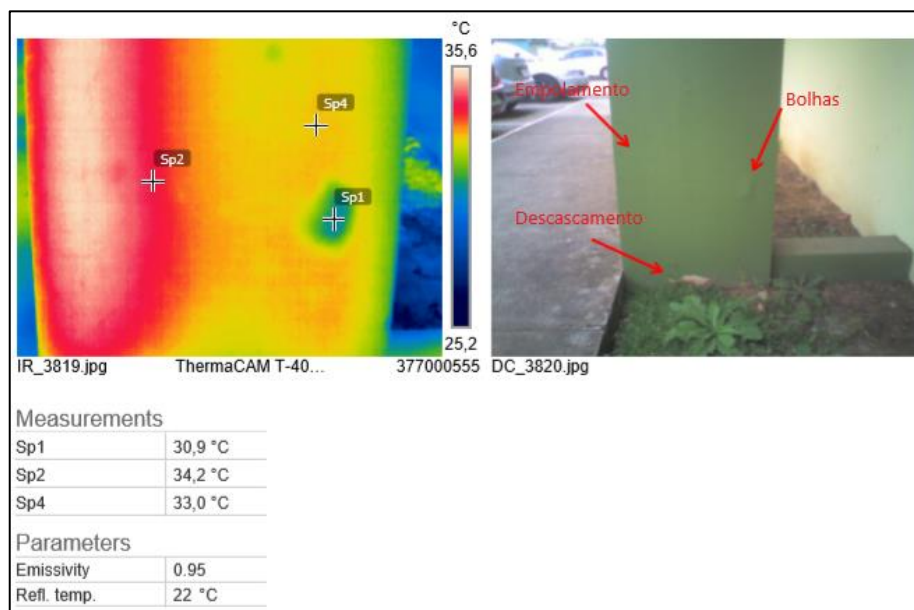 °C
35,6
Sp4
Sp2
Sp1
25,2
IR_3819.jpg ThermaCAM T-40... 377000555
Empolamento
Bolhas
Descascamento
DC_3820.jpg
Measurements
Sp1 30,9 °C
Sp2 34,2 °C
Sp4 33,0 °C
Parameters
Emissivity 0.95
Refl. temp. 22 °C